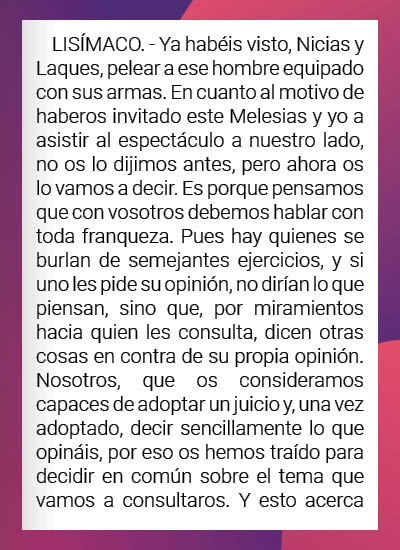 LISÍMACO. - Ya habéis visto, Nicias y
Laques, pelear a ese hombre equipado
con sus armas. En cuanto al motivo de
haberos invitado este Melesias y yo a
asistir al espectáculo a nuestro lado,
no os lo dijimos antes, pero ahora os
lo vamos a decir. Es porque pensamos
que con vosotros debemos hablar con
toda franqueza. Pues hay quienes se
burlan de semejantes ejercicios, y si
uno les pide su opinión, no dirían lo que
piensan, sino que, por miramientos
hacia quien les consulta, dicen otras
cosas en contra de su propia opinión.
Nosotros, que os consideramos
capaces de adoptar un juicio y, una vez
adoptado, decir sencillamente lo que
opináis, por eso os hemos traído para
decidir en común sobre el tema que
vamos a consultaros. Y esto acerca